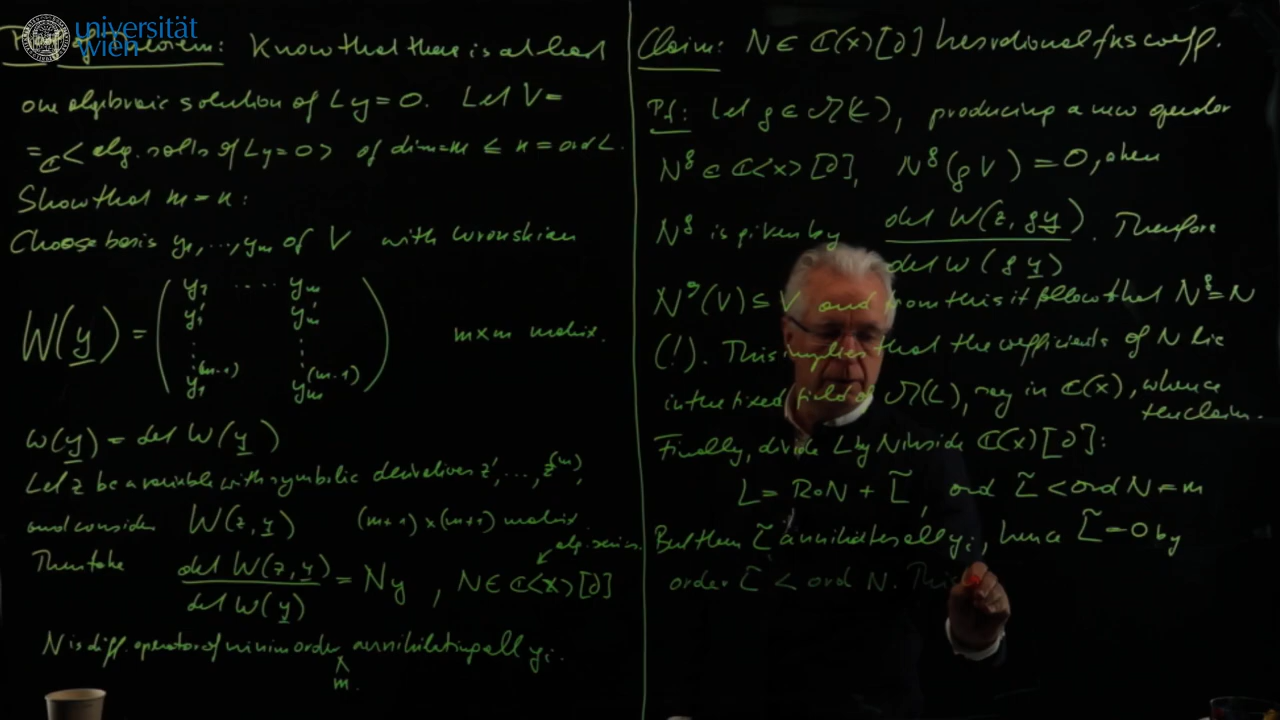 universität
wien
Proof of Theorem: Know that there is at least
one algebraic solution of Ly=0. Let V=
= ℂ< alg. solts of Ly=0> of dim=m ≤ n = ord L.
Show that m = n:
Choose basis y₁, ..., yₘ of V with wronskian
W(y) = ( y₁ ..... yₘ
y₁' yₘ'
⋮ ⋮
y₁^(m-1) yₘ^(m-1) ) m×m matrix.
w(y) = det W(y)
Let z be a variable with symbolic derivatives z', ..., z^(m),
and consider W(z, y) (m+1)×(m+1) matrix
alg. series.
Then take det W(z,y) / det W(y) = Ny, N∈ ℂ<x>[∂]
N is diff. operator of minim order annihilating all yᵢ.
m.
Claim: N∈ ℂ(x)[∂] has rational fns coeff.
Pf: Let g ∈ (L), producing a new operator
N^g ∈ ℂ<x>[∂], N^g(gV) = 0, when
N^g is given by det W(z, gy) / det W(gy) . Therefore
N^g(V) ⊆ V and from this it follows that N^g = N
(!). This implies that the coefficients of N lie
in the fixed field of (L), say in ℂ(x), whence
the claim.
Finally, divide L by N inside ℂ(x)[∂]:
L = R∘N + L̃, ord L̃ < ord N = m
But then L̃ annihilates all yᵢ, hence L̃ = 0 by
order L̃ < ord N. This